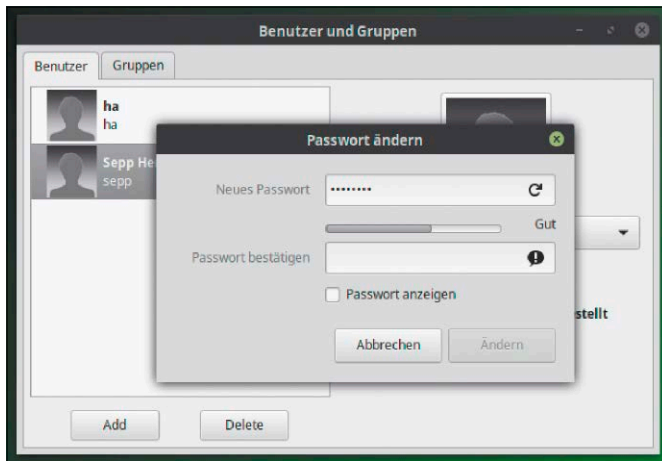 Benutzer und Gruppen
Benutzer
Gruppen
ha
ha
Sepp
sepp
Passwort ändern
Neues Passwort
••••••••
Gut
Passwort bestätigen
Passwort anzeigen
stellt
Abbrechen
Ändern
Add
Delete